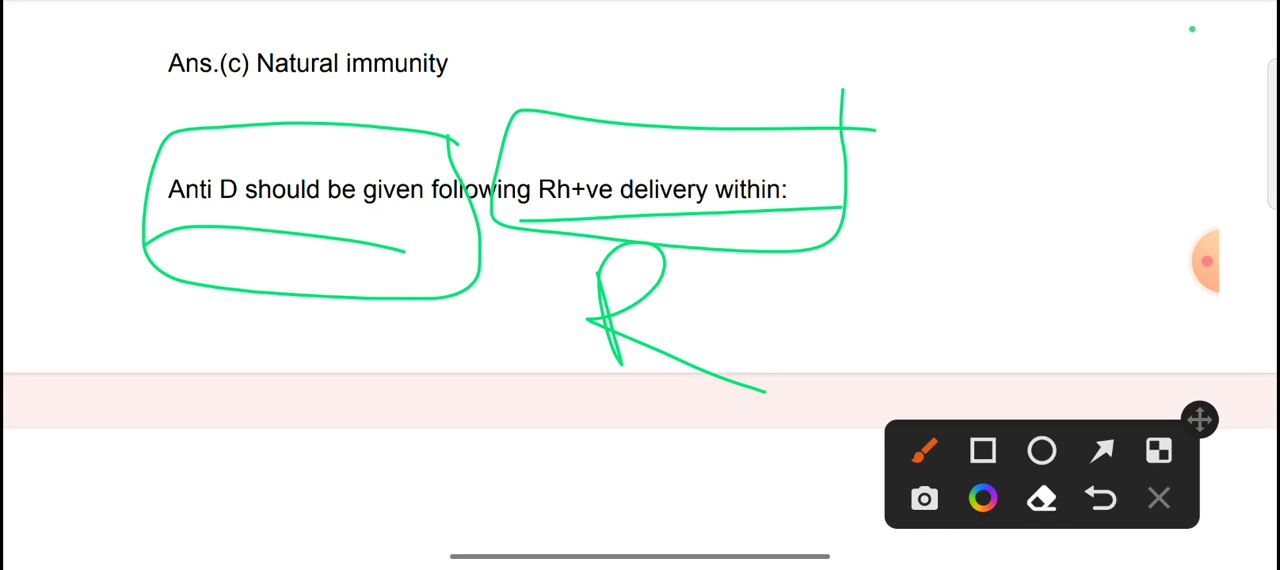 Ans.(c) Natural immunity
Anti D should be given following Rh+ve delivery within:
R